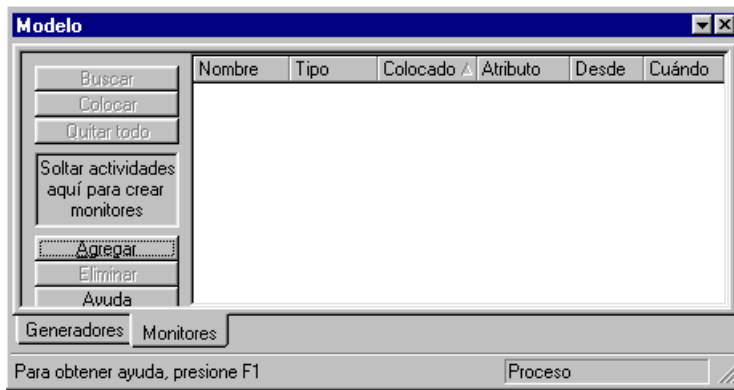 Modelo
Buscar
Colocar
Quitar todo
Soltar actividades
aquí para crear
monitores
Agregar
Eliminar
Ayuda
Nombre Tipo Colocado Atributo Desde Cuándo
Generadores Monitores
Para obtener ayuda, presione F1 Proceso